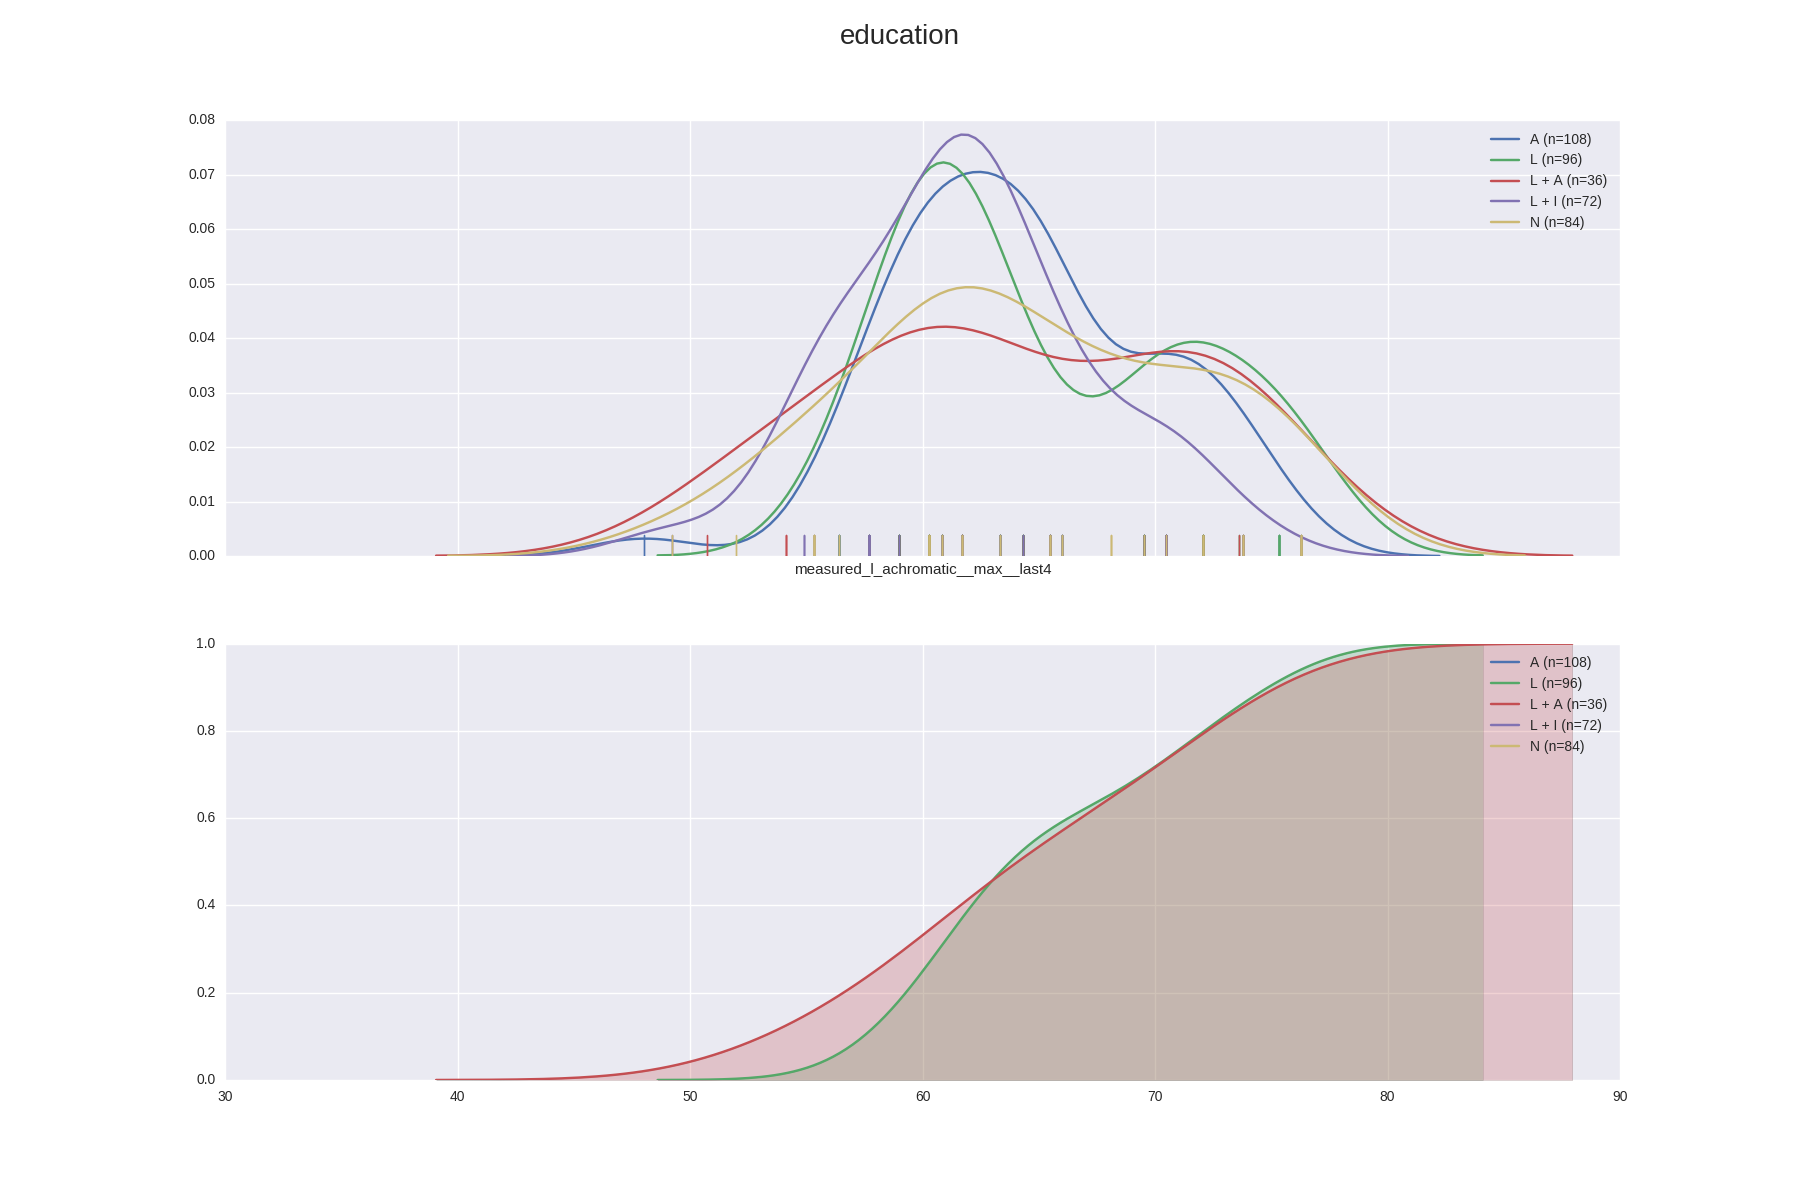 education
0.08
0.07
0.06
0.05
0.04
0.03
0.02
0.01
0.00
A (n=108)
L (n=96)
L + A (n=36)
L + I (n=72)
N (n=84)
measured_l_achromatic__max__last4
1.0
0.8
0.6
0.4
0.2
0.0
A (n=108)
L (n=96)
L + A (n=36)
L + I (n=72)
N (n=84)
30 40 50 60 70 80 90